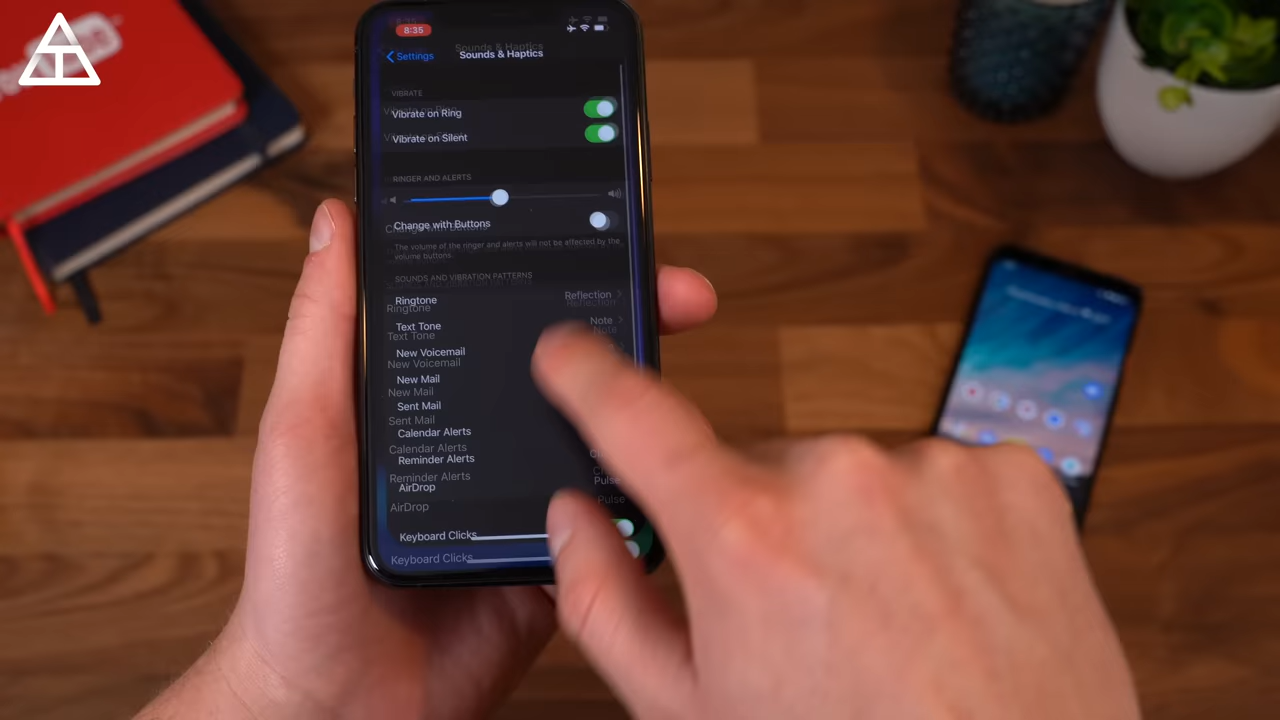 8:35
Settings
Sounds & Haptics
VIBRATE
Vibrate on Ring
Vibrate on Silent
RINGER AND ALERTS
Change with Buttons
The volume of the ringer and alerts will not be affected by the
volume buttons.
SOUNDS AND VIBRATION PATTERNS
Ringtone Reflection
Text Tone Note
New Voicemail
New Mail
Sent Mail
Calendar Alerts
Reminder Alerts
AirDrop Pulse
Keyboard Clicks